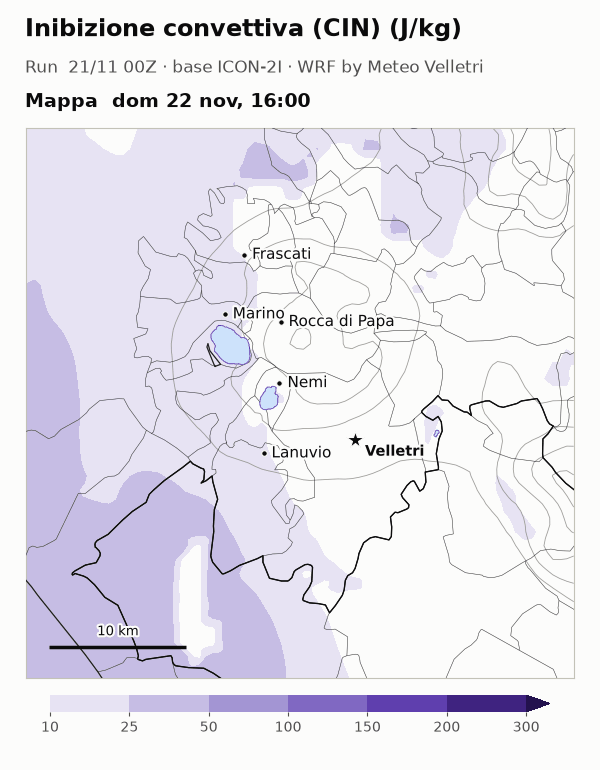 Inibizione convettiva (CIN) (J/kg)
Run  21/11 00Z · base ICON-2I · WRF by Meteo Velletri
Mappa  dom 22 nov, 16:00
Frascati
Marino
Rocca di Papa
Nemi
Velletri
Lanuvio
10 km
10 25 50 100 150 200 300